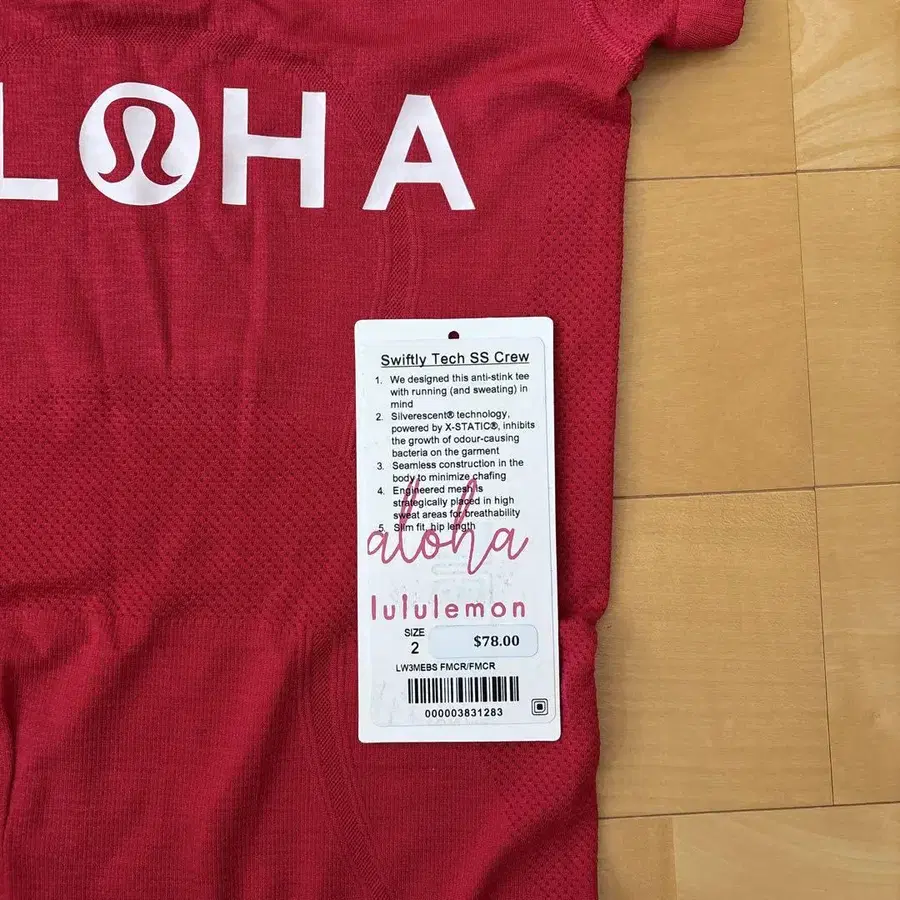 LOHA
Swiftly Tech SS Crew
1. We designed this anti-stink tee
with running (and sweating) in
mind
2. Silverescent® technology,
powered by X-STATIC®, inhibits
the growth of odour-causing
bacteria on the garment
3. Seamless construction in the
body to minimize chafing
4. Engineered mesh is
strategically placed in high
sweat areas for breathability
5. Slim fit, hip length
aloha
lululemon
SIZE
2
$78.00
LW3MEBS FMCR/FMCR
000003831283